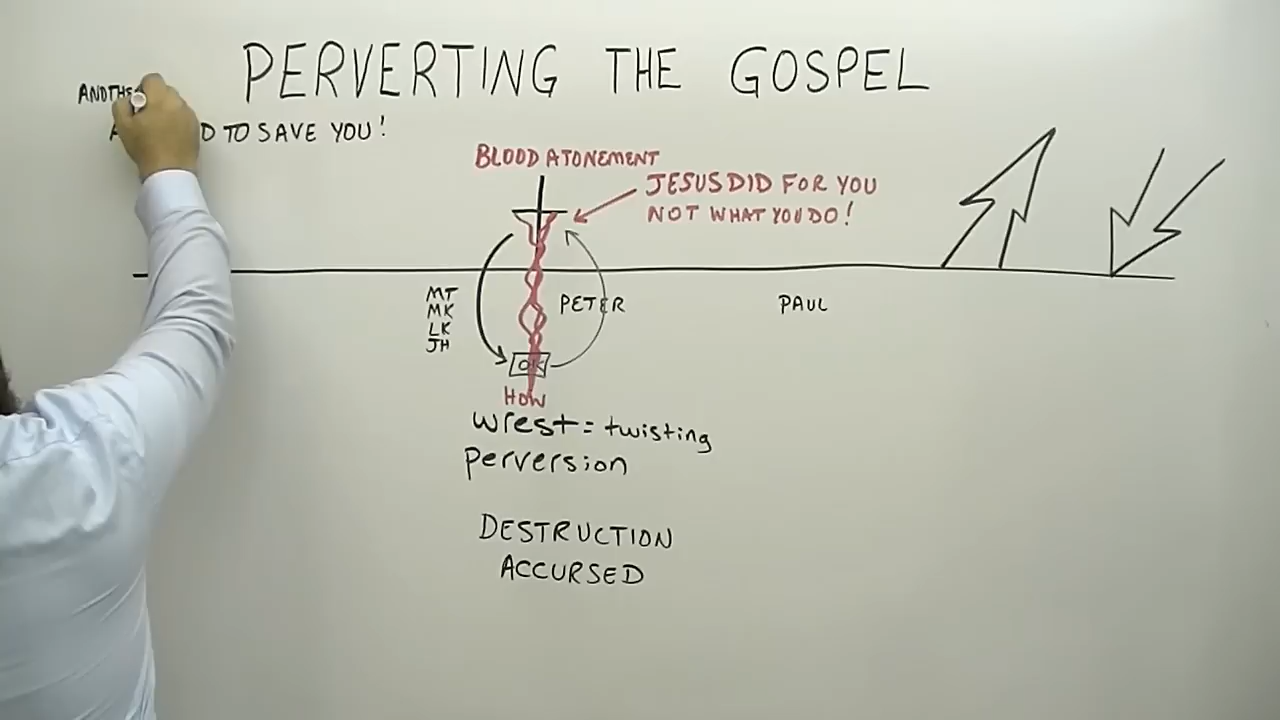 PERVERTING THE GOSPEL
TO SAVE YOU!
BLOOD ATONEMENT
JESUS DID FOR YOU
NOT WHAT YOU DO!
MT
MK
LK
JH
PETER
PAUL
OK
HOW
wrest = twisting
perversion
DESTRUCTION
ACCURSED